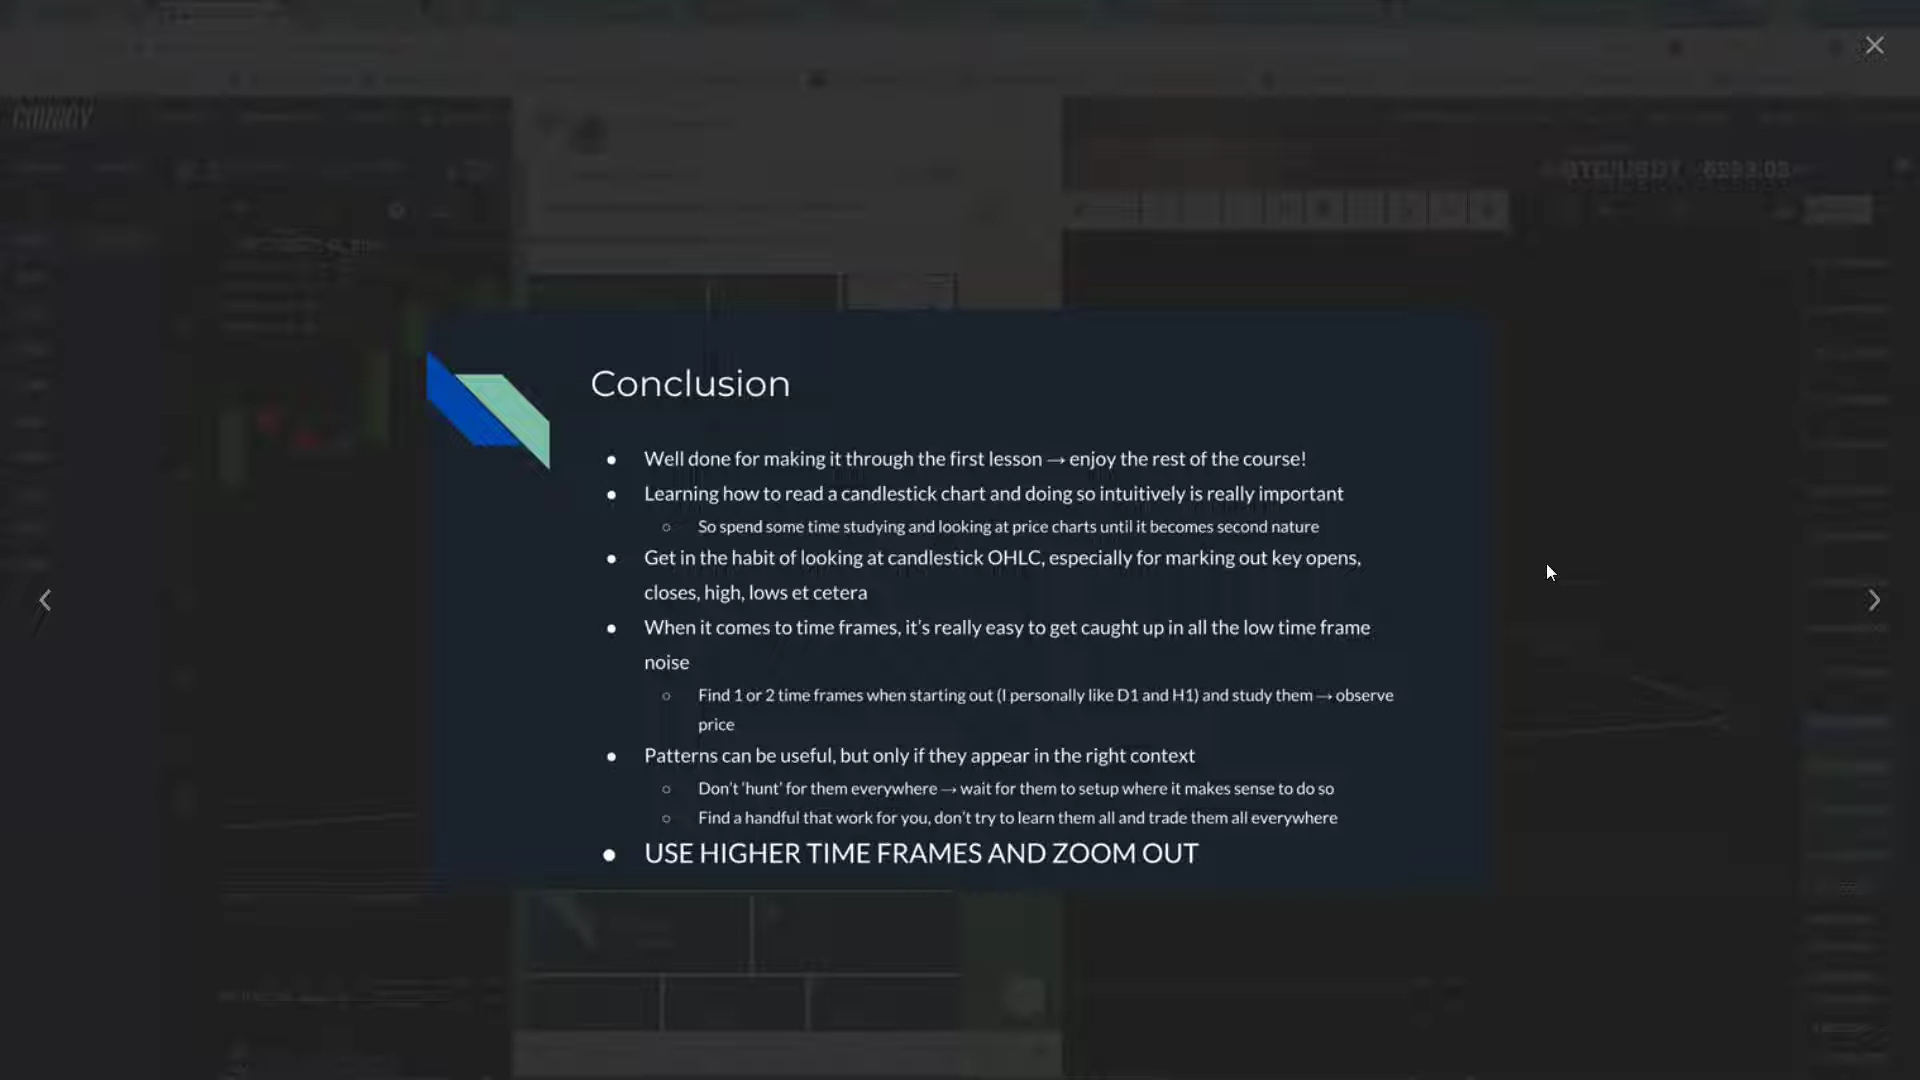 BTC/USDT 6293.03
Conclusion
● Well done for making it through the first lesson → enjoy the rest of the course!
● Learning how to read a candlestick chart and doing so intuitively is really important
○ So spend some time studying and looking at price charts until it becomes second nature
● Get in the habit of looking at candlestick OHLC, especially for marking out key opens,
closes, high, lows et cetera
● When it comes to time frames, it's really easy to get caught up in all the low time frame
noise
○ Find 1 or 2 time frames when starting out (I personally like D1 and H1) and study them → observe
price
● Patterns can be useful, but only if they appear in the right context
○ Don't 'hunt' for them everywhere → wait for them to setup where it makes sense to do so
○ Find a handful that work for you, don't try to learn them all and trade them all everywhere
● USE HIGHER TIME FRAMES AND ZOOM OUT